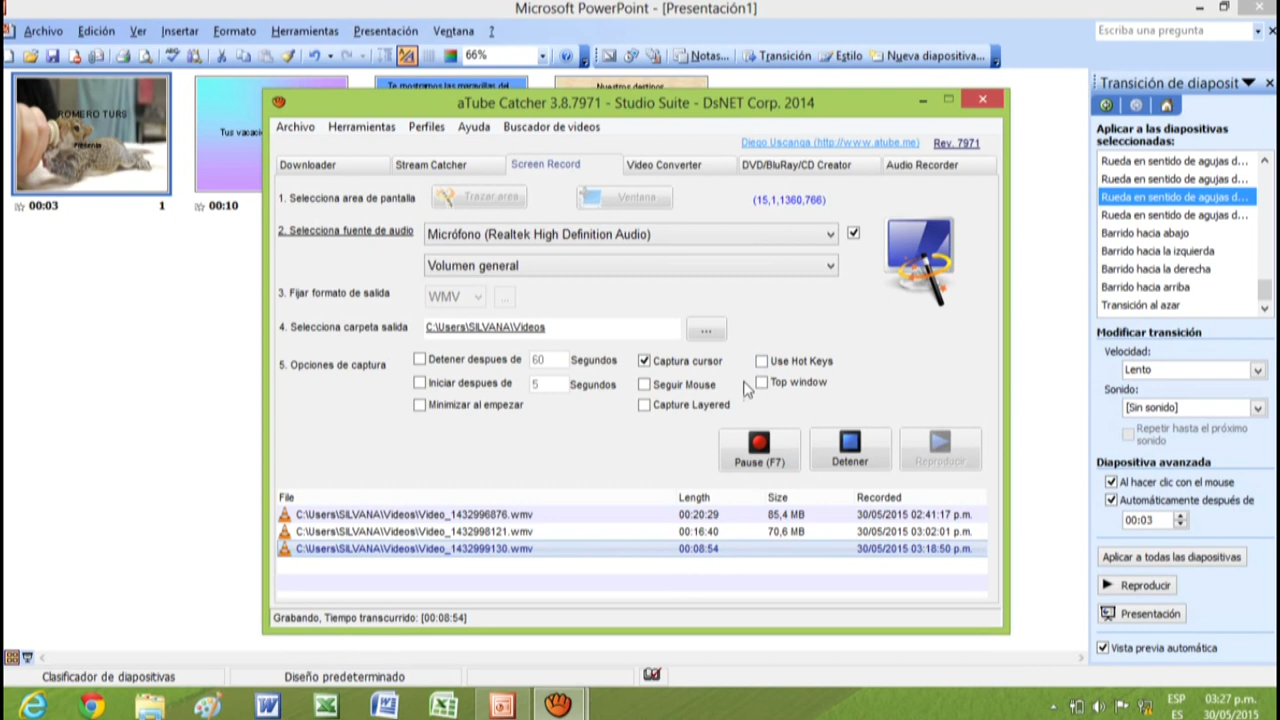 Microsoft PowerPoint - [Presentación1]
Archivo Edición Ver Insertar Formato Herramientas Presentación Ventana ?
Escriba una pregunta
66%
Notas... Transición Estilo Nueva diapositiva...
ROMERO TURS
Presenta
00:03 1
Tus vacaci
00:10
Te mostramos las maravillas del
Nuestros destinos
aTube Catcher 3.8.7971 - Studio Suite - DsNET Corp. 2014
Archivo Herramientas Perfiles Ayuda Buscador de videos
Diego Uscanga (http://www.atube.me) Rev. 7971
Downloader Stream Catcher Screen Record Video Converter DVD/BluRay/CD Creator Audio Recorder
1. Selecciona area de pantalla Trazar area Ventana (15,1,1360,766)
2. Selecciona fuente de audio Micrófono (Realtek High Definition Audio)
Volumen general
3. Fijar formato de salida WMV ...
4. Selecciona carpeta salida C:\Users\SILVANA\Videos ...
5. Opciones de captura
Detener despues de 60 Segundos Captura cursor Use Hot Keys
Iniciar despues de 5 Segundos Seguir Mouse Top window
Minimizar al empezar Capture Layered
Pause (F7) Detener Reproducir
File Length Size Recorded
C:\Users\SILVANA\Videos\Video_1432996876.wmv 00:20:29 85,4 MB 30/05/2015 02:41:17 p.m.
C:\Users\SILVANA\Videos\Video_1432998121.wmv 00:16:40 70,6 MB 30/05/2015 03:02:01 p.m.
C:\Users\SILVANA\Videos\Video_1432999130.wmv 00:08:54 30/05/2015 03:18:50 p.m.
Grabando, Tiempo transcurrido: [00:08:54]
Transición de diaposit
Aplicar a las diapositivas
seleccionadas:
Rueda en sentido de agujas d...
Rueda en sentido de agujas d...
Rueda en sentido de agujas d...
Rueda en sentido de agujas d...
Barrido hacia abajo
Barrido hacia la izquierda
Barrido hacia la derecha
Barrido hacia arriba
Transición al azar
Modificar transición
Velocidad:
Lento
Sonido:
[Sin sonido]
Repetir hasta el próximo
sonido
Diapositiva avanzada
Al hacer clic con el mouse
Automáticamente después de
00:03
Aplicar a todas las diapositivas
Reproducir
Presentación
Vista previa automática
Clasificador de diapositivas Diseño predeterminado
ESP 03:27 p.m.
ES 30/05/2015